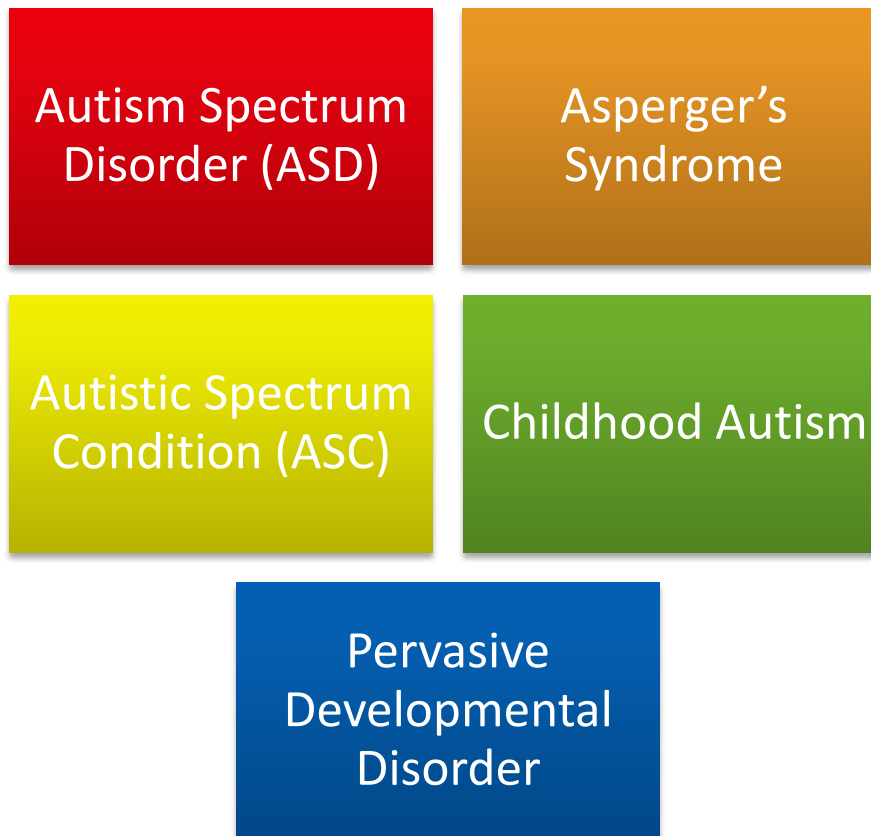 Autism Spectrum
Disorder (ASD)
Asperger’s
Syndrome
Autistic Spectrum
Condition (ASC)
Childhood Autism
Pervasive
Developmental
Disorder